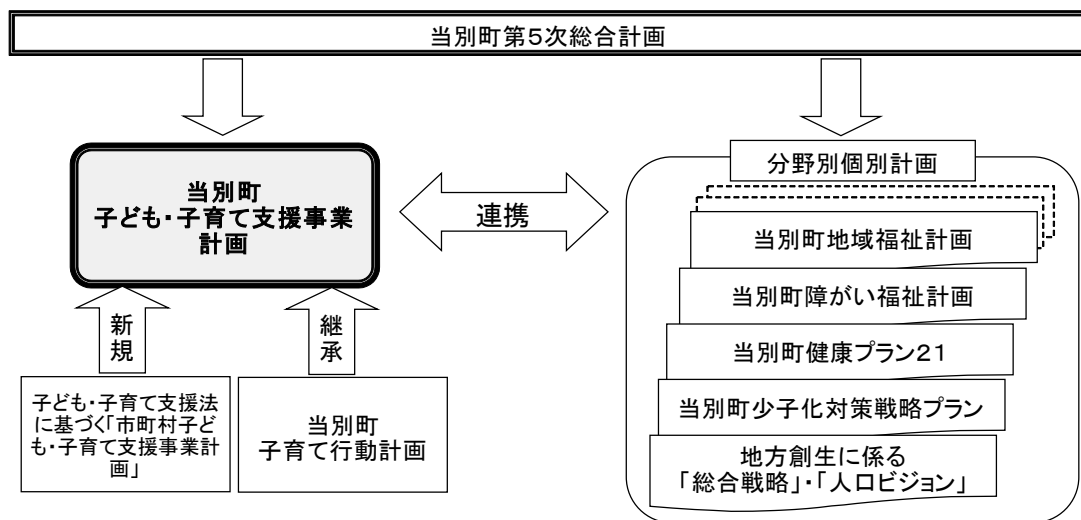 当別町第5次総合計画
当別町
子ども・子育て支援事業
計画
連携
分野別個別計画
当別町地域福祉計画
当別町障がい福祉計画
当別町健康プラン21
当別町少子化対策戦略プラン
地方創生に係る
「総合戦略」・「人口ビジョン」
新規
継承
子ども・子育て支援法
に基づく「市町村子ど
も・子育て支援事業計
画」
当別町
子育て行動計画